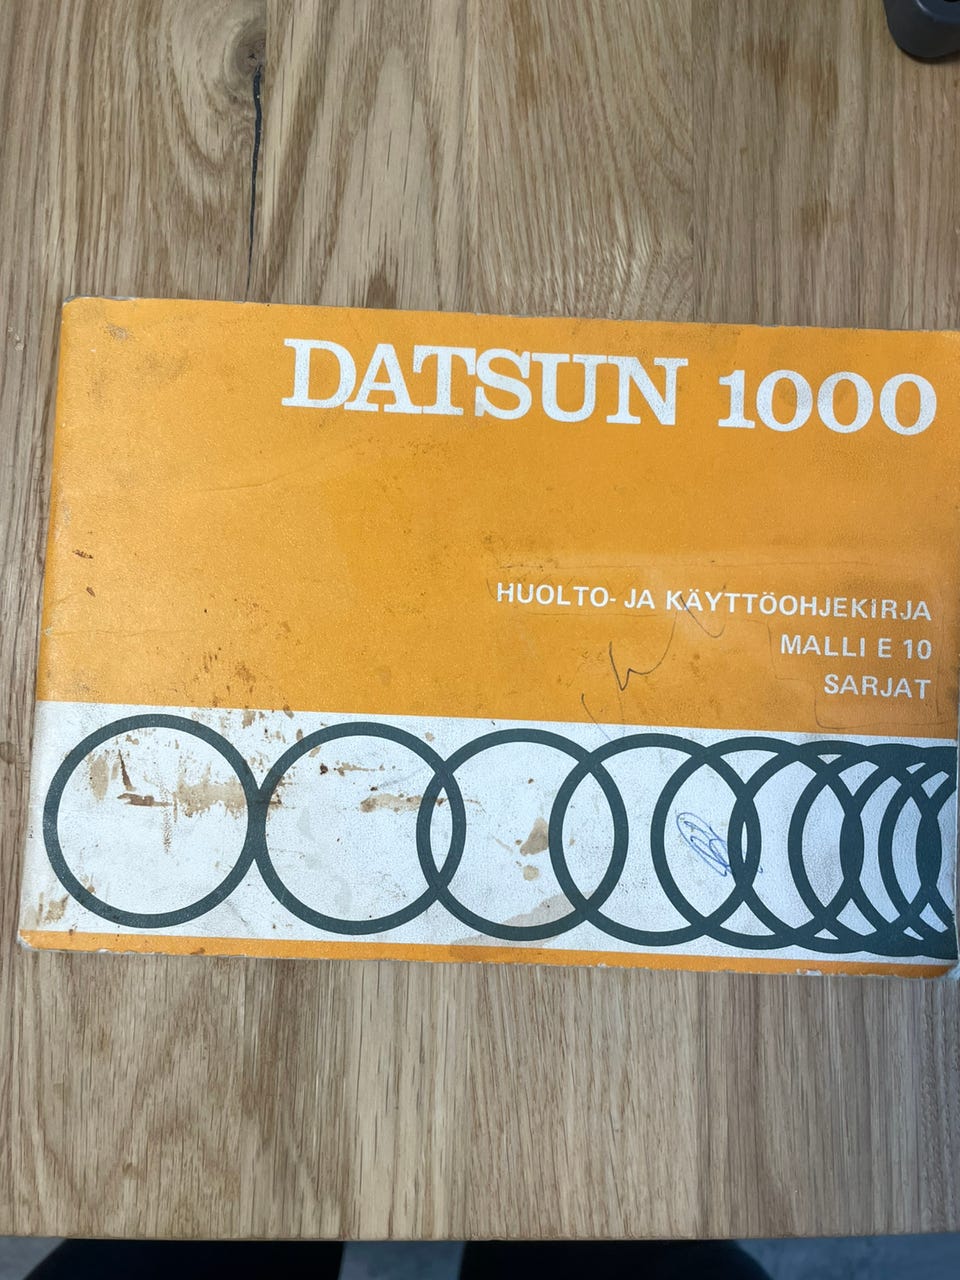 DATSUN 1000
HUOLTO- JA KÄYTTÖOHJEKIRJA
MALLI E 10
SARJAT